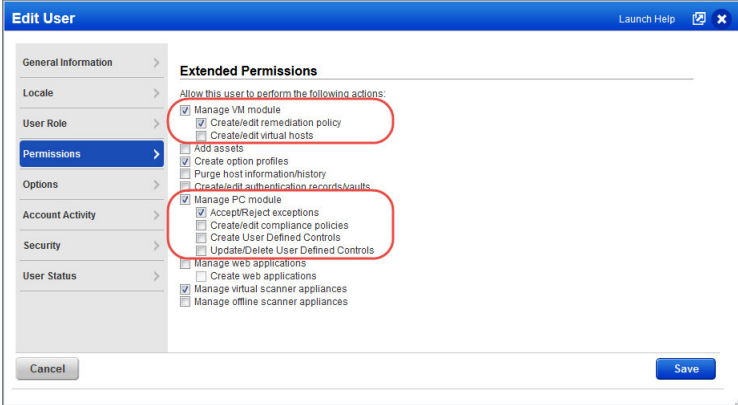 Edit User
Launch Help
General Information
Locale
User Role
Permissions
Options
Account Activity
Security
User Status
Extended Permissions
Allow this user to perform the following actions:
Manage VM module
Create/edit remediation policy
Create/edit virtual hosts
Add assets
Create option profiles
Purge host information/history
Create/edit authentication records/vaults
Manage PC module
Accept/Reject exceptions
Create/edit compliance policies
Create User Defined Controls
Update/Delete User Defined Controls
Manage web applications
Create web applications
Manage virtual scanner appliances
Manage offline scanner appliances
Cancel
Save